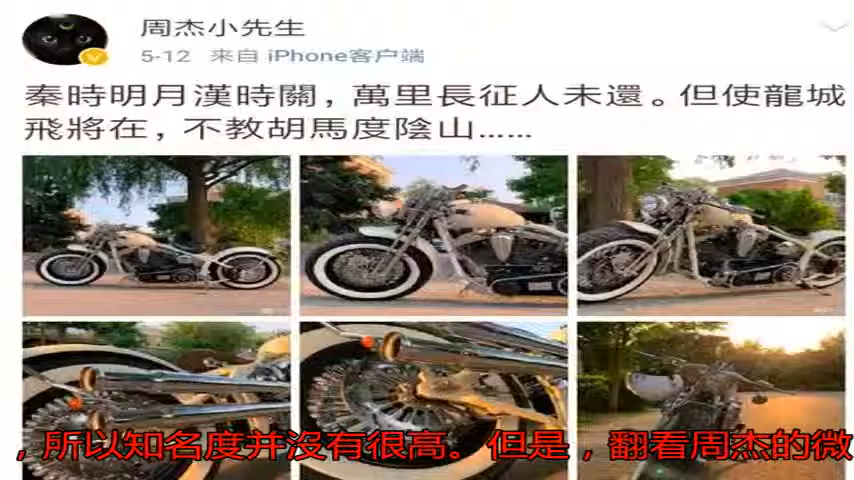 周杰小先生
5-12 来自 iPhone客户端
秦時明月漢時關，萬里長征人未還。但使龍城
飛將在，不教胡馬度陰山……
，所以知名度并沒有很高。但是，翻看周杰的微